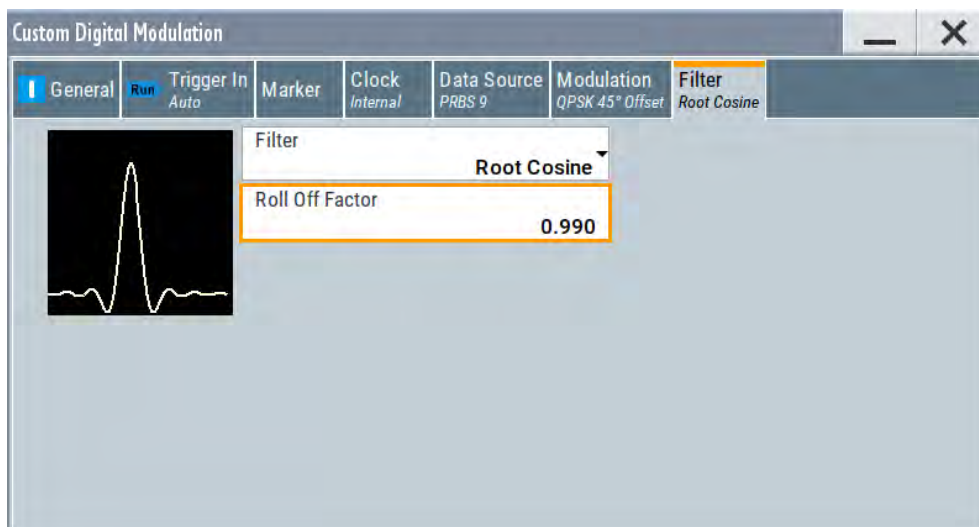 Custom Digital Modulation
General
Run Trigger In
Auto
Marker
Clock
Internal
Data Source
PRBS 9
Modulation
QPSK 45° Offset
Filter
Root Cosine
Filter
Root Cosine
Roll Off Factor
0.990